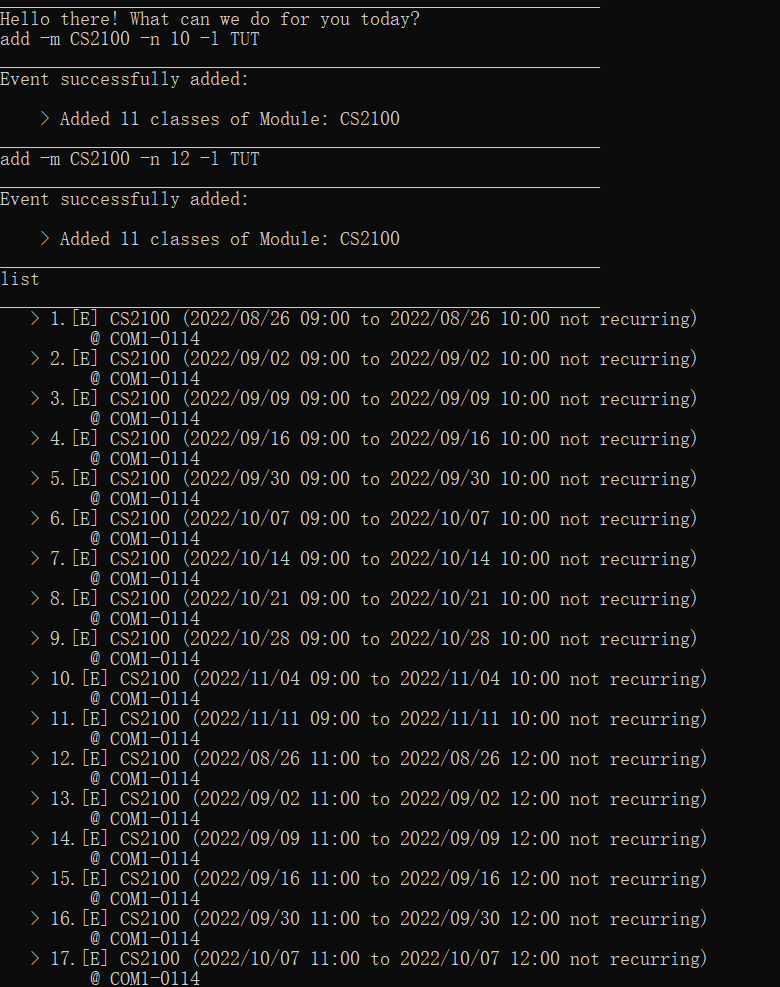 Hello there! What can we do for you today?
add -m CS2100 -n 10 -l TUT
Event successfully added:
> Added 11 classes of Module: CS2100
add -m CS2100 -n 12 -l TUT
Event successfully added:
> Added 11 classes of Module: CS2100
list
> 1.[E] CS2100 (2022/08/26 09:00 to 2022/08/26 10:00 not recurring)
@ COM1-0114
> 2.[E] CS2100 (2022/09/02 09:00 to 2022/09/02 10:00 not recurring)
@ COM1-0114
> 3.[E] CS2100 (2022/09/09 09:00 to 2022/09/09 10:00 not recurring)
@ COM1-0114
> 4.[E] CS2100 (2022/09/16 09:00 to 2022/09/16 10:00 not recurring)
@ COM1-0114
> 5.[E] CS2100 (2022/09/30 09:00 to 2022/09/30 10:00 not recurring)
@ COM1-0114
> 6.[E] CS2100 (2022/10/07 09:00 to 2022/10/07 10:00 not recurring)
@ COM1-0114
> 7.[E] CS2100 (2022/10/14 09:00 to 2022/10/14 10:00 not recurring)
@ COM1-0114
> 8.[E] CS2100 (2022/10/21 09:00 to 2022/10/21 10:00 not recurring)
@ COM1-0114
> 9.[E] CS2100 (2022/10/28 09:00 to 2022/10/28 10:00 not recurring)
@ COM1-0114
> 10.[E] CS2100 (2022/11/04 09:00 to 2022/11/04 10:00 not recurring)
@ COM1-0114
> 11.[E] CS2100 (2022/11/11 09:00 to 2022/11/11 10:00 not recurring)
@ COM1-0114
> 12.[E] CS2100 (2022/08/26 11:00 to 2022/08/26 12:00 not recurring)
@ COM1-0114
> 13.[E] CS2100 (2022/09/02 11:00 to 2022/09/02 12:00 not recurring)
@ COM1-0114
> 14.[E] CS2100 (2022/09/09 11:00 to 2022/09/09 12:00 not recurring)
@ COM1-0114
> 15.[E] CS2100 (2022/09/16 11:00 to 2022/09/16 12:00 not recurring)
@ COM1-0114
> 16.[E] CS2100 (2022/09/30 11:00 to 2022/09/30 12:00 not recurring)
@ COM1-0114
> 17.[E] CS2100 (2022/10/07 11:00 to 2022/10/07 12:00 not recurring)
@ COM1-0114